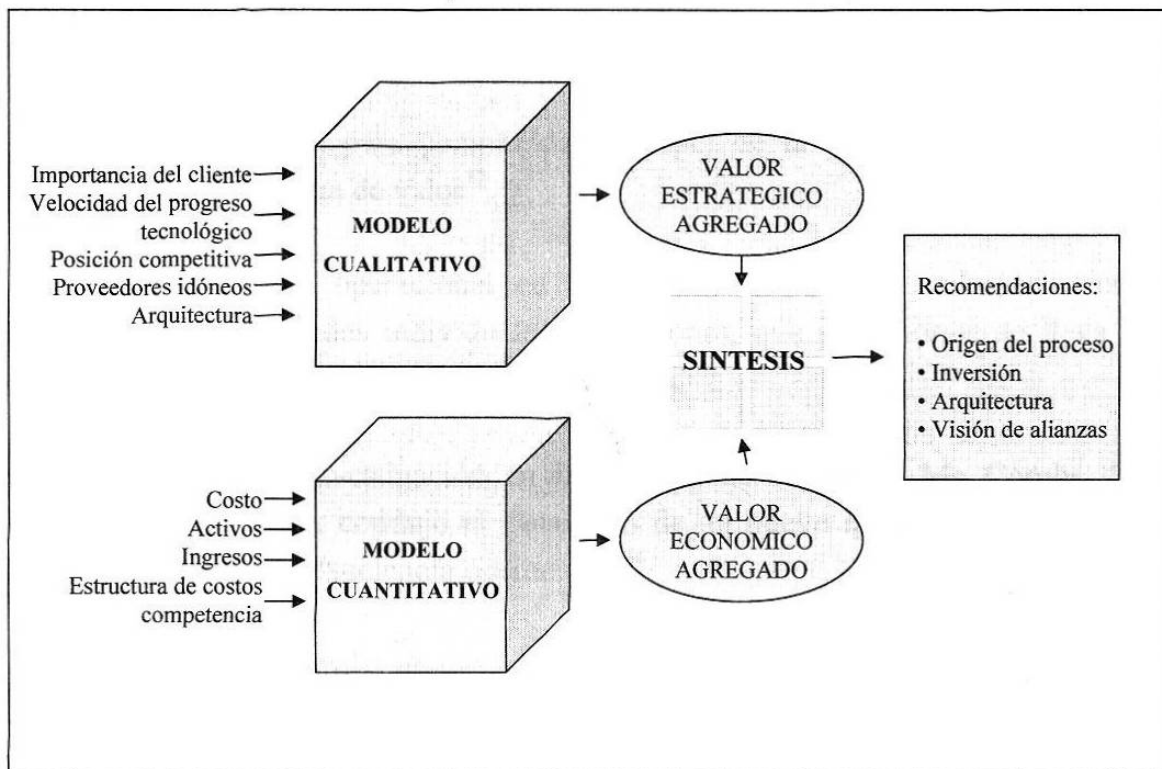 Importancia del cliente
Velocidad del progreso
tecnológico
Posición competitiva
Proveedores idóneos
Arquitectura
MODELO
CUALITATIVO
VALOR
ESTRATEGICO
AGREGADO
Costo
Activos
Ingresos
Estructura de costos
competencia
MODELO
CUANTITATIVO
VALOR
ECONOMICO
AGREGADO
SINTESIS
Recomendaciones:
• Origen del proceso
• Inversión
• Arquitectura
• Visión de alianzas